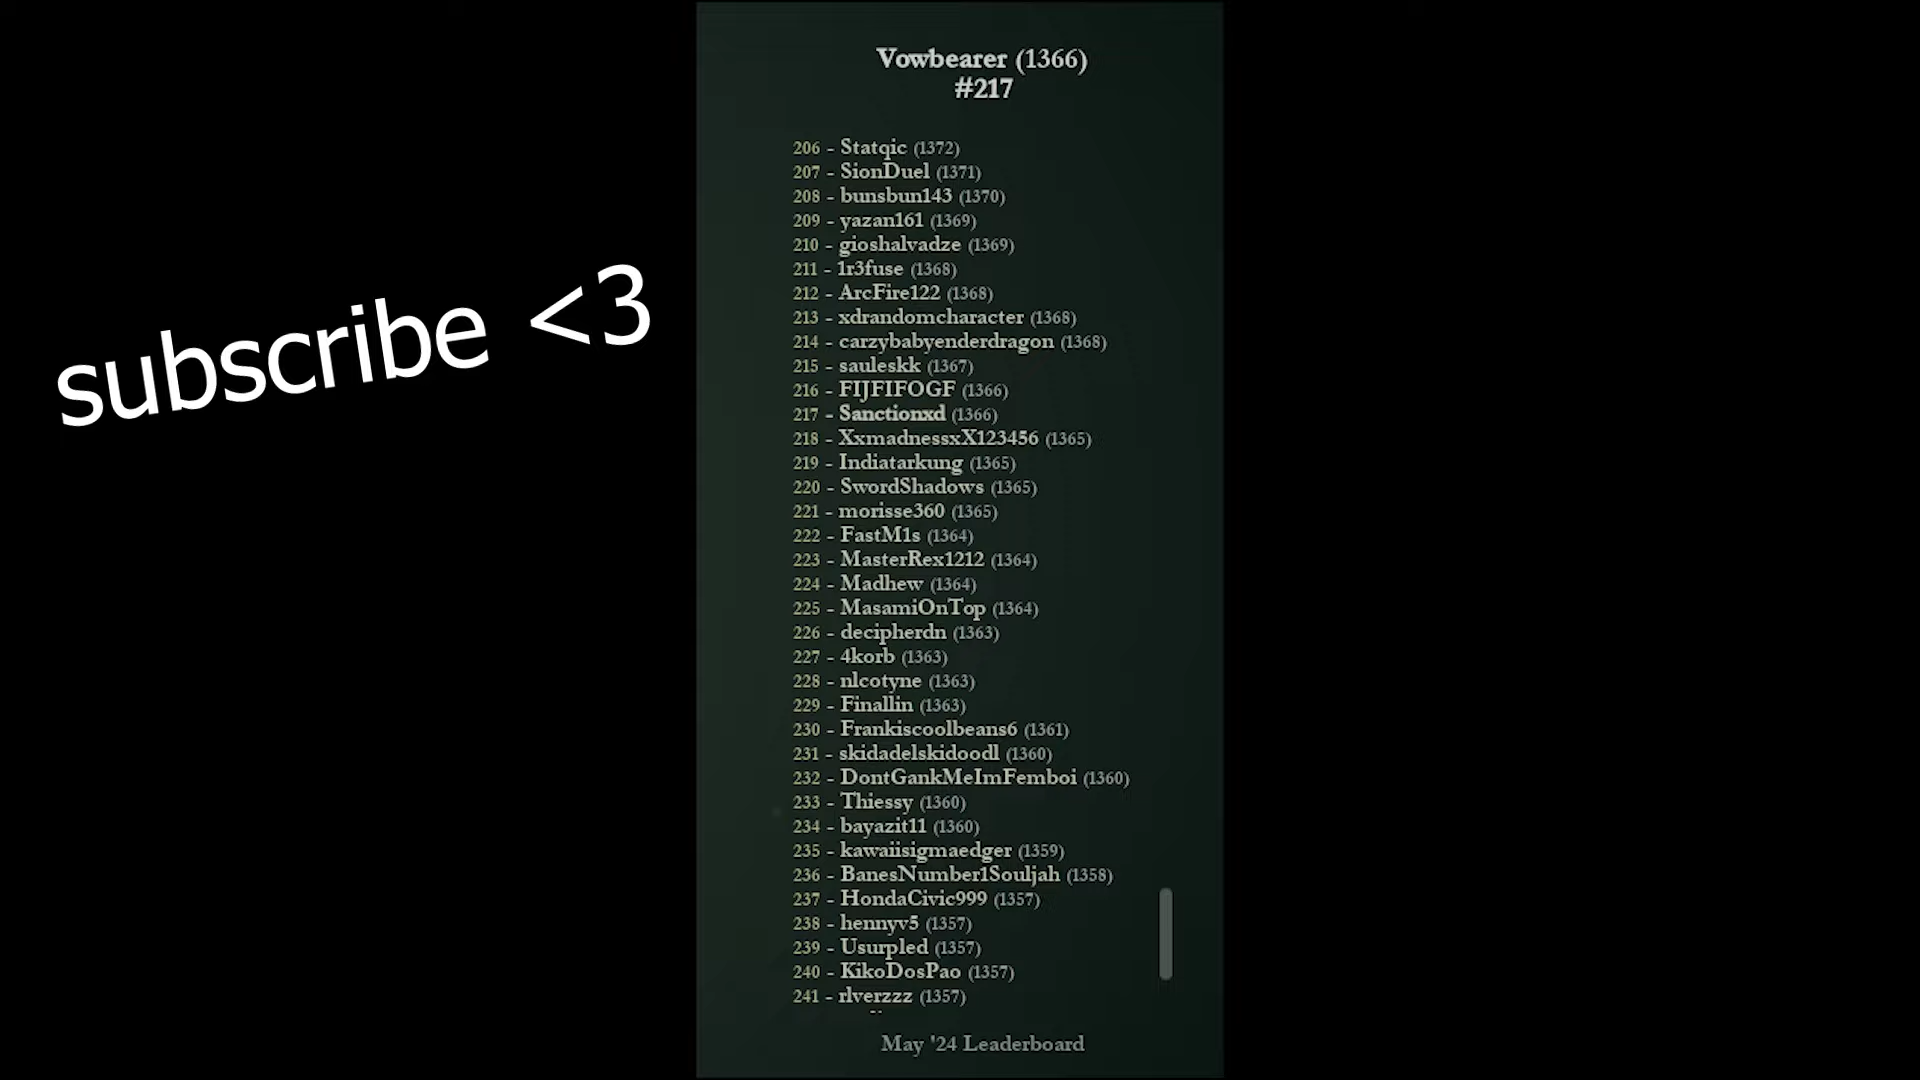 subscribe <3
Vowbearer (1366)
#217
206 - Statqic (1372)
207 - SionDuel (1371)
208 - bunsbun143 (1370)
209 - yazan161 (1369)
210 - gioshalvadze (1369)
211 - 1r3fuse (1368)
212 - ArcFire122 (1368)
213 - xdrandomcharacter (1368)
214 - carzybabyenderdragon (1368)
215 - sauleskk (1367)
216 - FIJFIFOGF (1366)
217 - Sanctionxd (1366)
218 - XxmadnessxX123456 (1365)
219 - Indiatarkung (1365)
220 - SwordShadows (1365)
221 - morisse360 (1365)
222 - FastM1s (1364)
223 - MasterRex1212 (1364)
224 - Madhew (1364)
225 - MasamiOnTop (1364)
226 - decipherdn (1363)
227 - 4korb (1363)
228 - nlcotyne (1363)
229 - Finallin (1363)
230 - Frankiscoolbeans6 (1361)
231 - skidadelskidoodl (1360)
232 - DontGankMeImFemboi (1360)
233 - Thiessy (1360)
234 - bayazit11 (1360)
235 - kawaiisigmaedger (1359)
236 - BanesNumber1Souljah (1358)
237 - HondaCivic999 (1357)
238 - hennyv5 (1357)
239 - Usurpled (1357)
240 - KikoDosPao (1357)
241 - rlverzzz (1357)
May '24 Leaderboard